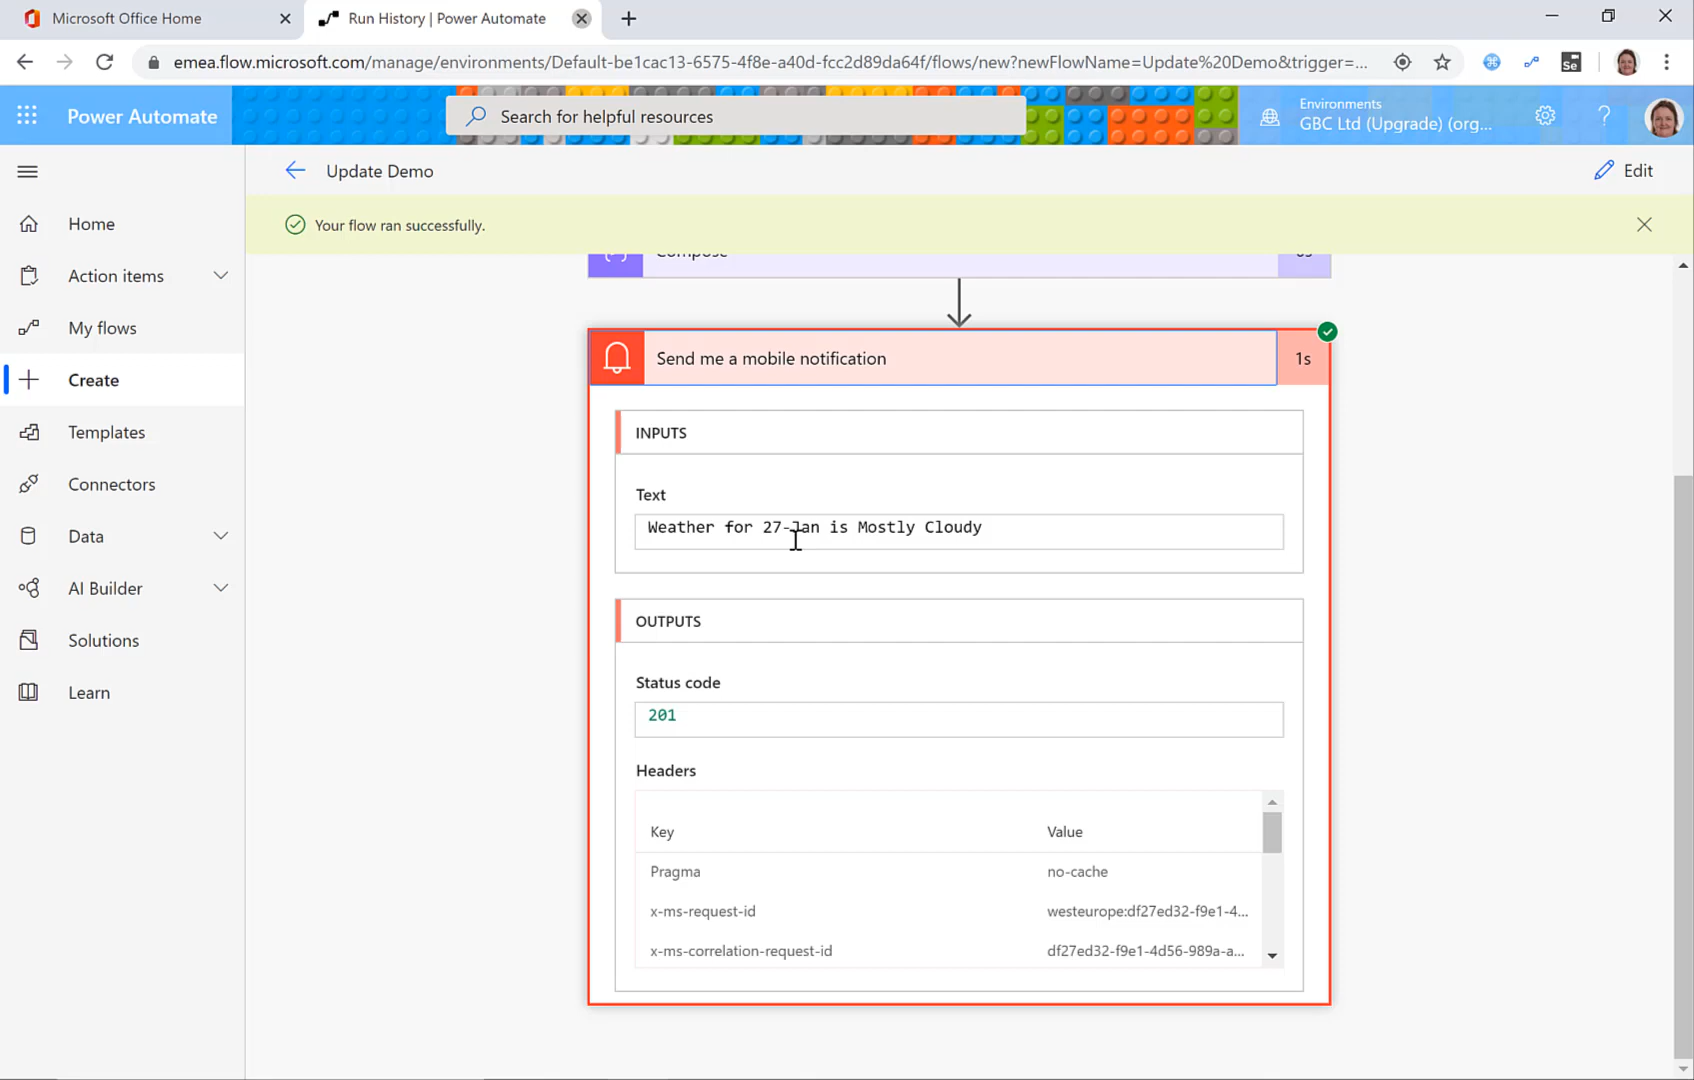 Microsoft Office Home
Run History | Power Automate
emea.flow.microsoft.com/manage/environments/Default-be1cac13-6575-4f8e-a40d-fcc2d89da64f/flows/new?newFlowName=Update%20Demo&trigger=...
Se
Power Automate
Search for helpful resources
Environments
GBC Ltd (Upgrade) (org...
Update Demo
Edit
Your flow ran successfully.
Home
Action items
My flows
Create
Templates
Connectors
Data
AI Builder
Solutions
Learn
Compose
0s
Send me a mobile notification
1s
INPUTS
Text
Weather for 27-Jan is Mostly Cloudy
OUTPUTS
Status code
201
Headers
Key Value
Pragma no-cache
x-ms-request-id westeurope:df27ed32-f9e1-4...
x-ms-correlation-request-id df27ed32-f9e1-4d56-989a-a...